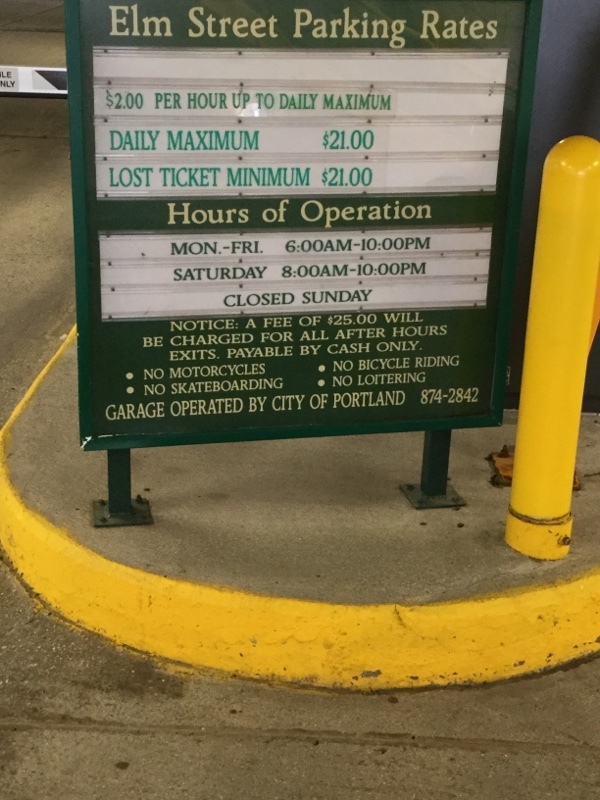 Elm Street Parking Rates
$2.00 PER HOUR UP TO DAILY MAXIMUM
DAILY MAXIMUM $21.00
LOST TICKET MINIMUM $21.00
Hours of Operation
MON.-FRI. 6:00AM-10:00PM
SATURDAY 8:00AM-10:00PM
CLOSED SUNDAY
NOTICE: A FEE OF $25.00 WILL
BE CHARGED FOR ALL AFTER HOURS
EXITS. PAYABLE BY CASH ONLY.
• NO MOTORCYCLES • NO BICYCLE RIDING
• NO SKATEBOARDING • NO LOITERING
GARAGE OPERATED BY CITY OF PORTLAND 874-2842